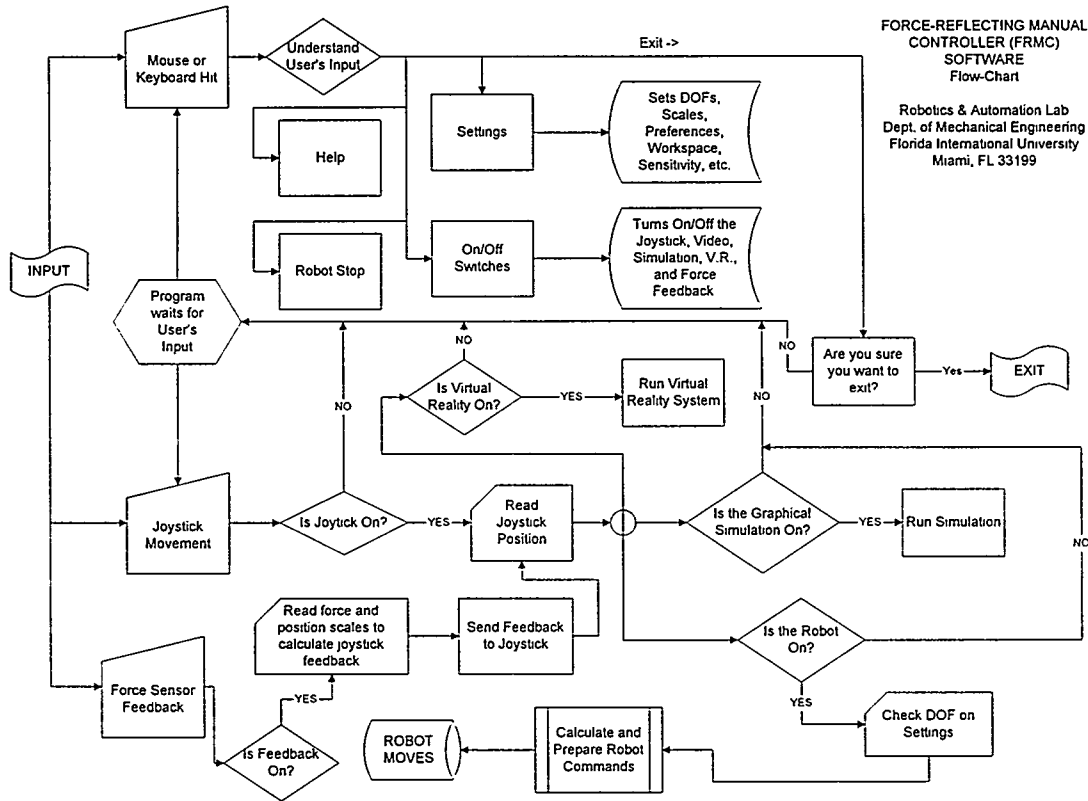 FORCE-REFLECTING MANUAL
CONTROLLER (FRMC)
SOFTWARE
Flow-Chart
Robotics & Automation Lab
Dept. of Mechanical Engineering
Florida International University
Miami, FL 33199
Mouse or
Keyboard Hit
Understand
User's Input
Exit ->
Settings
Sets DOFs,
Scales,
Preferences,
Workspace,
Sensitivity, etc.
Help
On/Off
Switches
Turns On/Off the
Joystick, Video,
Simulation, V.R.,
and Force
Feedback
Robot Stop
INPUT
Program
waits for
User's
Input
NO
NO
NO
NO
Are you sure
you want to
exit?
Yes
EXIT
Is Virtual
Reality On?
YES
Run Virtual
Reality System
Joystick
Movement
Is Joytick On?
YES
Read
Joystick
Position
Is the Graphical
Simulation On?
YES
Run Simulation
NO
Read force and
position scales to
calculate joystick
feedback
Send Feedback
to Joystick
Is the Robot
On?
YES
Force Sensor
Feedback
YES
Is Feedback
On?
ROBOT
MOVES
Calculate and
Prepare Robot
Commands
Check DOF on
Settings